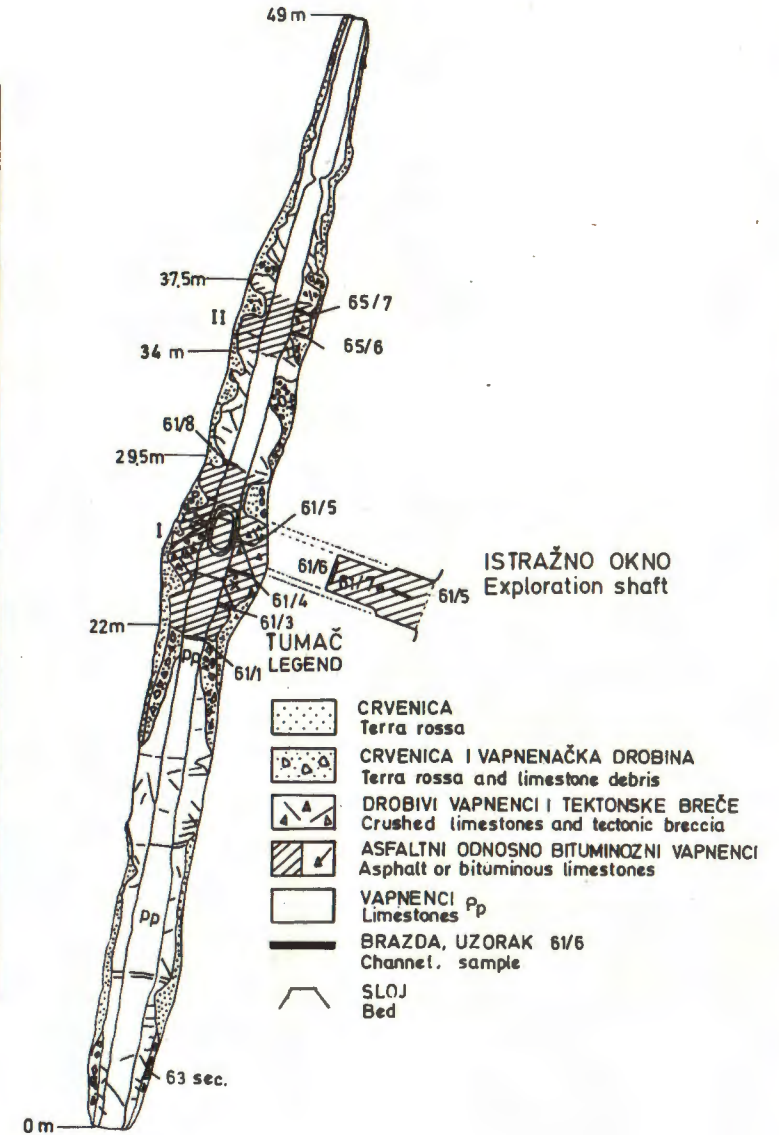 49 m
37,5m
II
65/7
34 m
65/6
61/8
29,5m
I
61/5
61/6
61/7
61/5
ISTRAŽNO OKNO
Exploration shaft
61/4
61/3
22m
61/1
pp
TUMAČ
LEGEND
CRVENICA
Terra rossa
CRVENICA I VAPNENAČKA DROBINA
Terra rossa and limestone debris
DROBIVI VAPNENCI I TEKTONSKE BREČE
Crushed limestones and tectonic breccia
ASFALTNI ODNOSNO BITUMINOZNI VAPNENCI
Asphalt or bituminous limestones
VAPNENCI pp
Limestones
BRAZDA, UZORAK 61/6
Channel. sample
SLOJ
Bed
pp
63 sec.
0 m